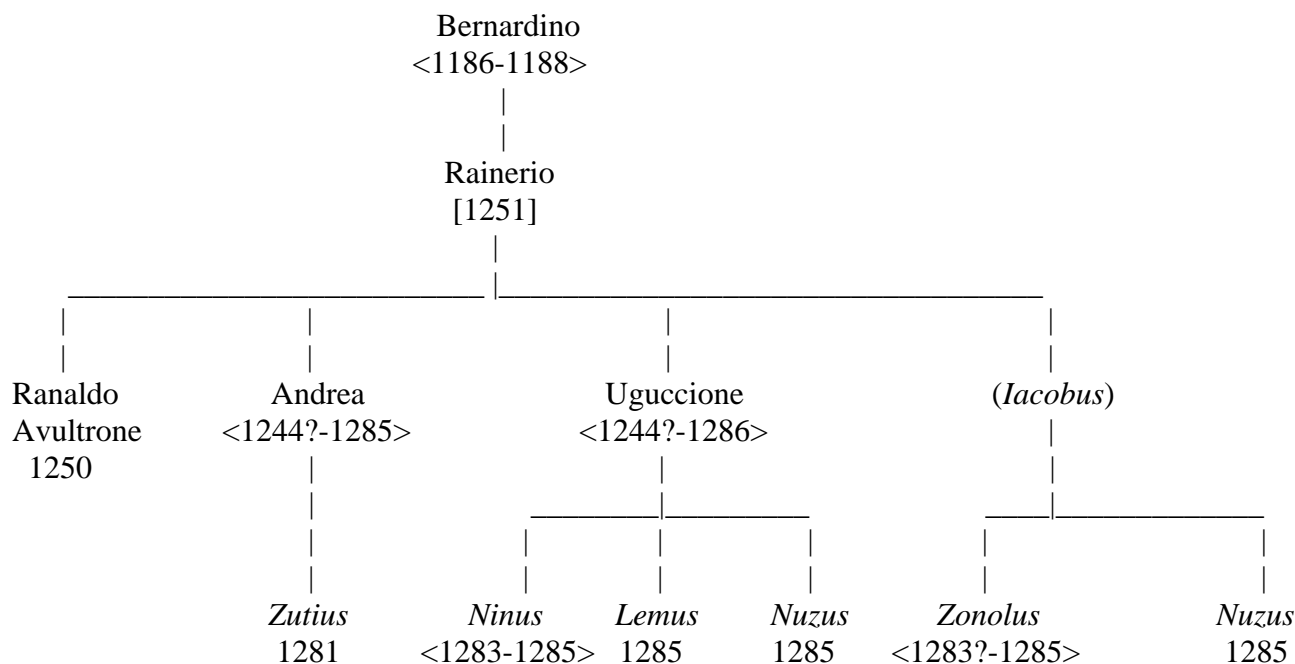 Bernardino
<1186-1188>
Rainerio
[1251]
Ranaldo Andrea Uguccione (Iacobus)
Avultrone <1244?-1285> <1244?-1286>
1250
Zutius Ninus Lemus Nuzus Zonolus Nuzus
1281 <1283-1285> 1285 1285 <1283?-1285> 1285